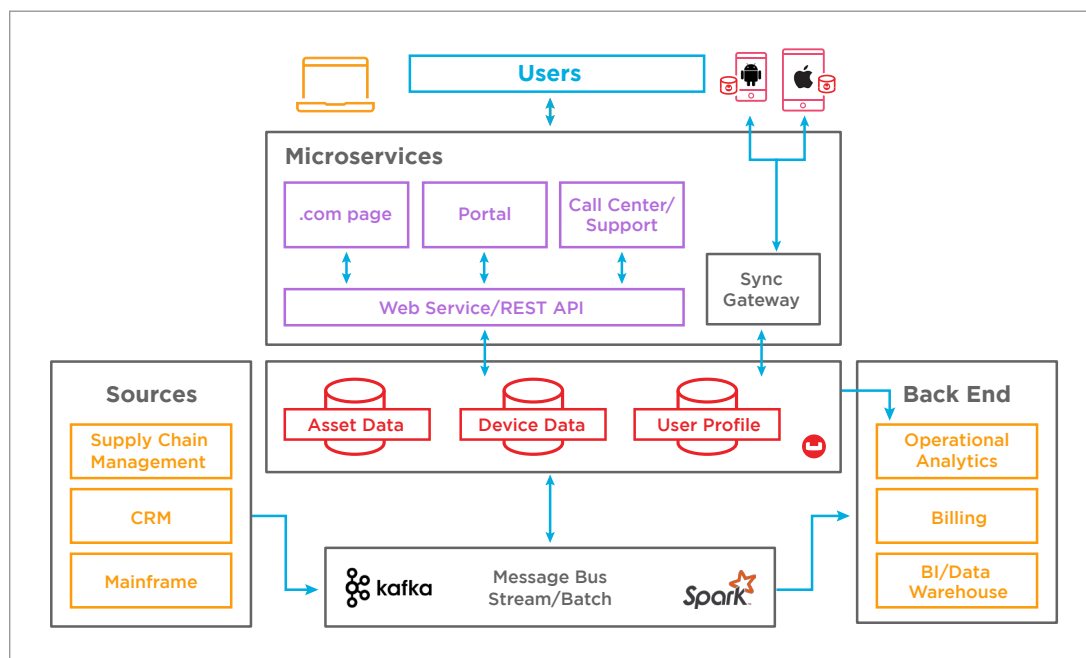 Users
Microservices
.com page
Portal
Call Center/
Support
Web Service/REST API
Sync
Gateway
Sources
Supply Chain
Management
CRM
Mainframe
Asset Data
Device Data
User Profile
Back End
Operational
Analytics
Billing
BI/Data
Warehouse
kafka
Message Bus
Stream/Batch
Spark